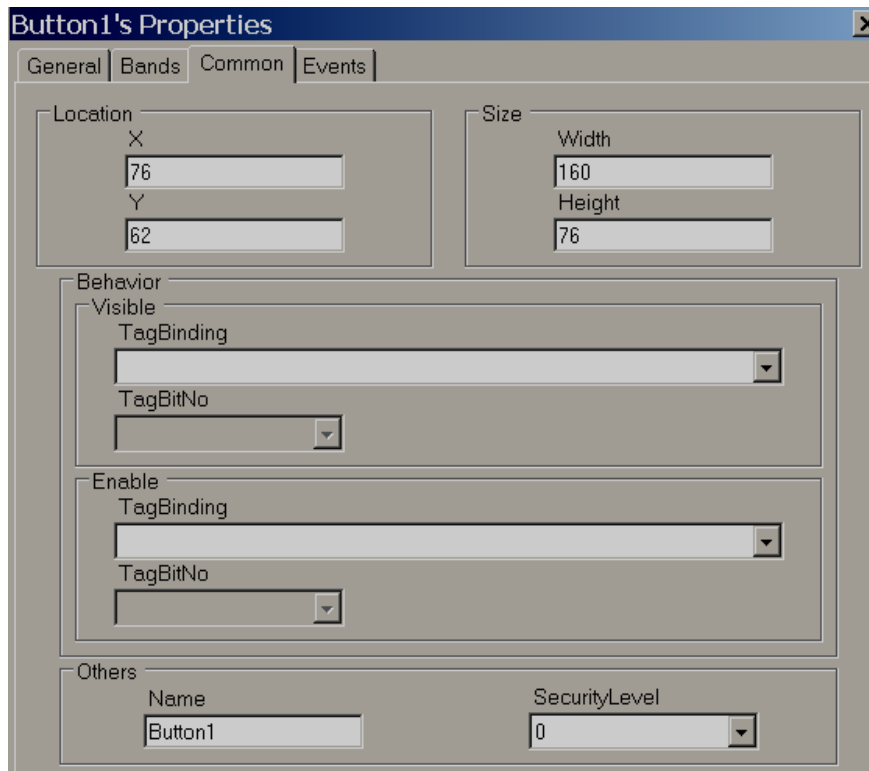 Button1's Properties
General Bands Common Events
Location
X
76
Y
62
Size
Width
160
Height
76
Behavior
Visible
TagBinding
TagBitNo
Enable
TagBinding
TagBitNo
Others
Name
Button1
SecurityLevel
0